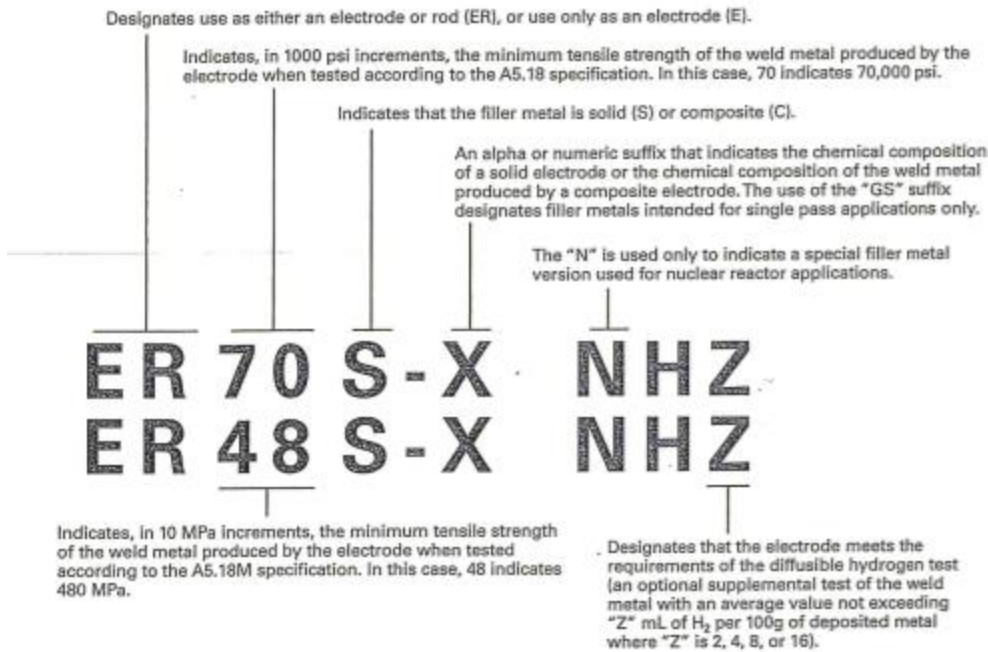 Designates use as either an electrode or rod (ER), or use only as an electrode (E).
Indicates, in 1000 psi increments, the minimum tensile strength of the weld metal produced by the
electrode when tested according to the A5.18 specification. In this case, 70 indicates 70,000 psi.
Indicates that the filler metal is solid (S) or composite (C).
An alpha or numeric suffix that indicates the chemical composition
of a solid electrode or the chemical composition of the weld metal
produced by a composite electrode. The use of the "GS" suffix
designates filler metals intended for single pass applications only.
The "N" is used only to indicate a special filler metal
version used for nuclear reactor applications.
ER 70 S-X NHZ
ER 48 S-X NHZ
Indicates, in 10 MPa increments, the minimum tensile strength
of the weld metal produced by the electrode when tested
according to the A5.18M specification. In this case, 48 indicates
480 MPa.
Designates that the electrode meets the
requirements of the diffusible hydrogen test
(an optional supplemental test of the weld
metal with an average value not exceeding
"Z" mL of H₂ per 100g of deposited metal
where "Z" is 2, 4, 8, or 16).